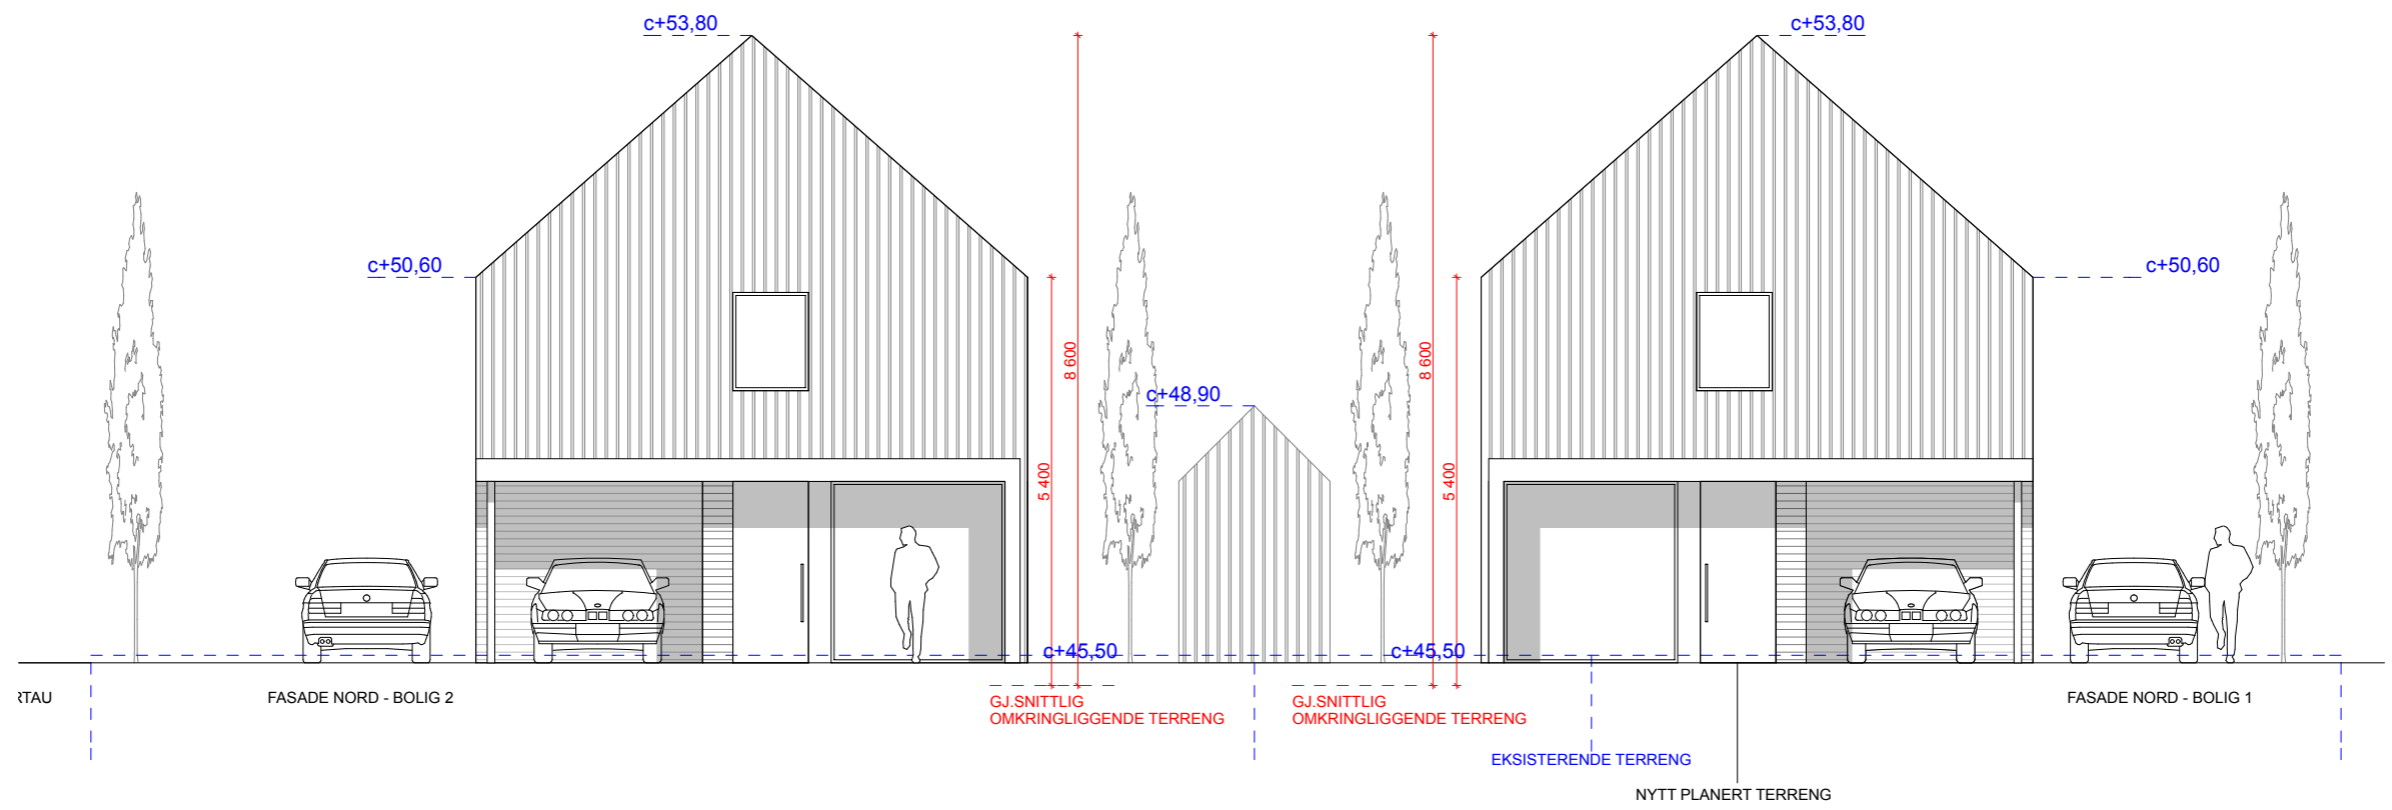 c+53,80
c+53,80
c+50,60
c+50,60
8 600
8 600
c+48,90
5 400
5 400
c+45,50
c+45,50
RTAU
FASADE NORD - BOLIG 2
GJ.SNITTLIG
OMKRINGLIGGENDE TERRENG
GJ.SNITTLIG
OMKRINGLIGGENDE TERRENG
FASADE NORD - BOLIG 1
EKSISTERENDE TERRENG
NYTT PLANERT TERRENG